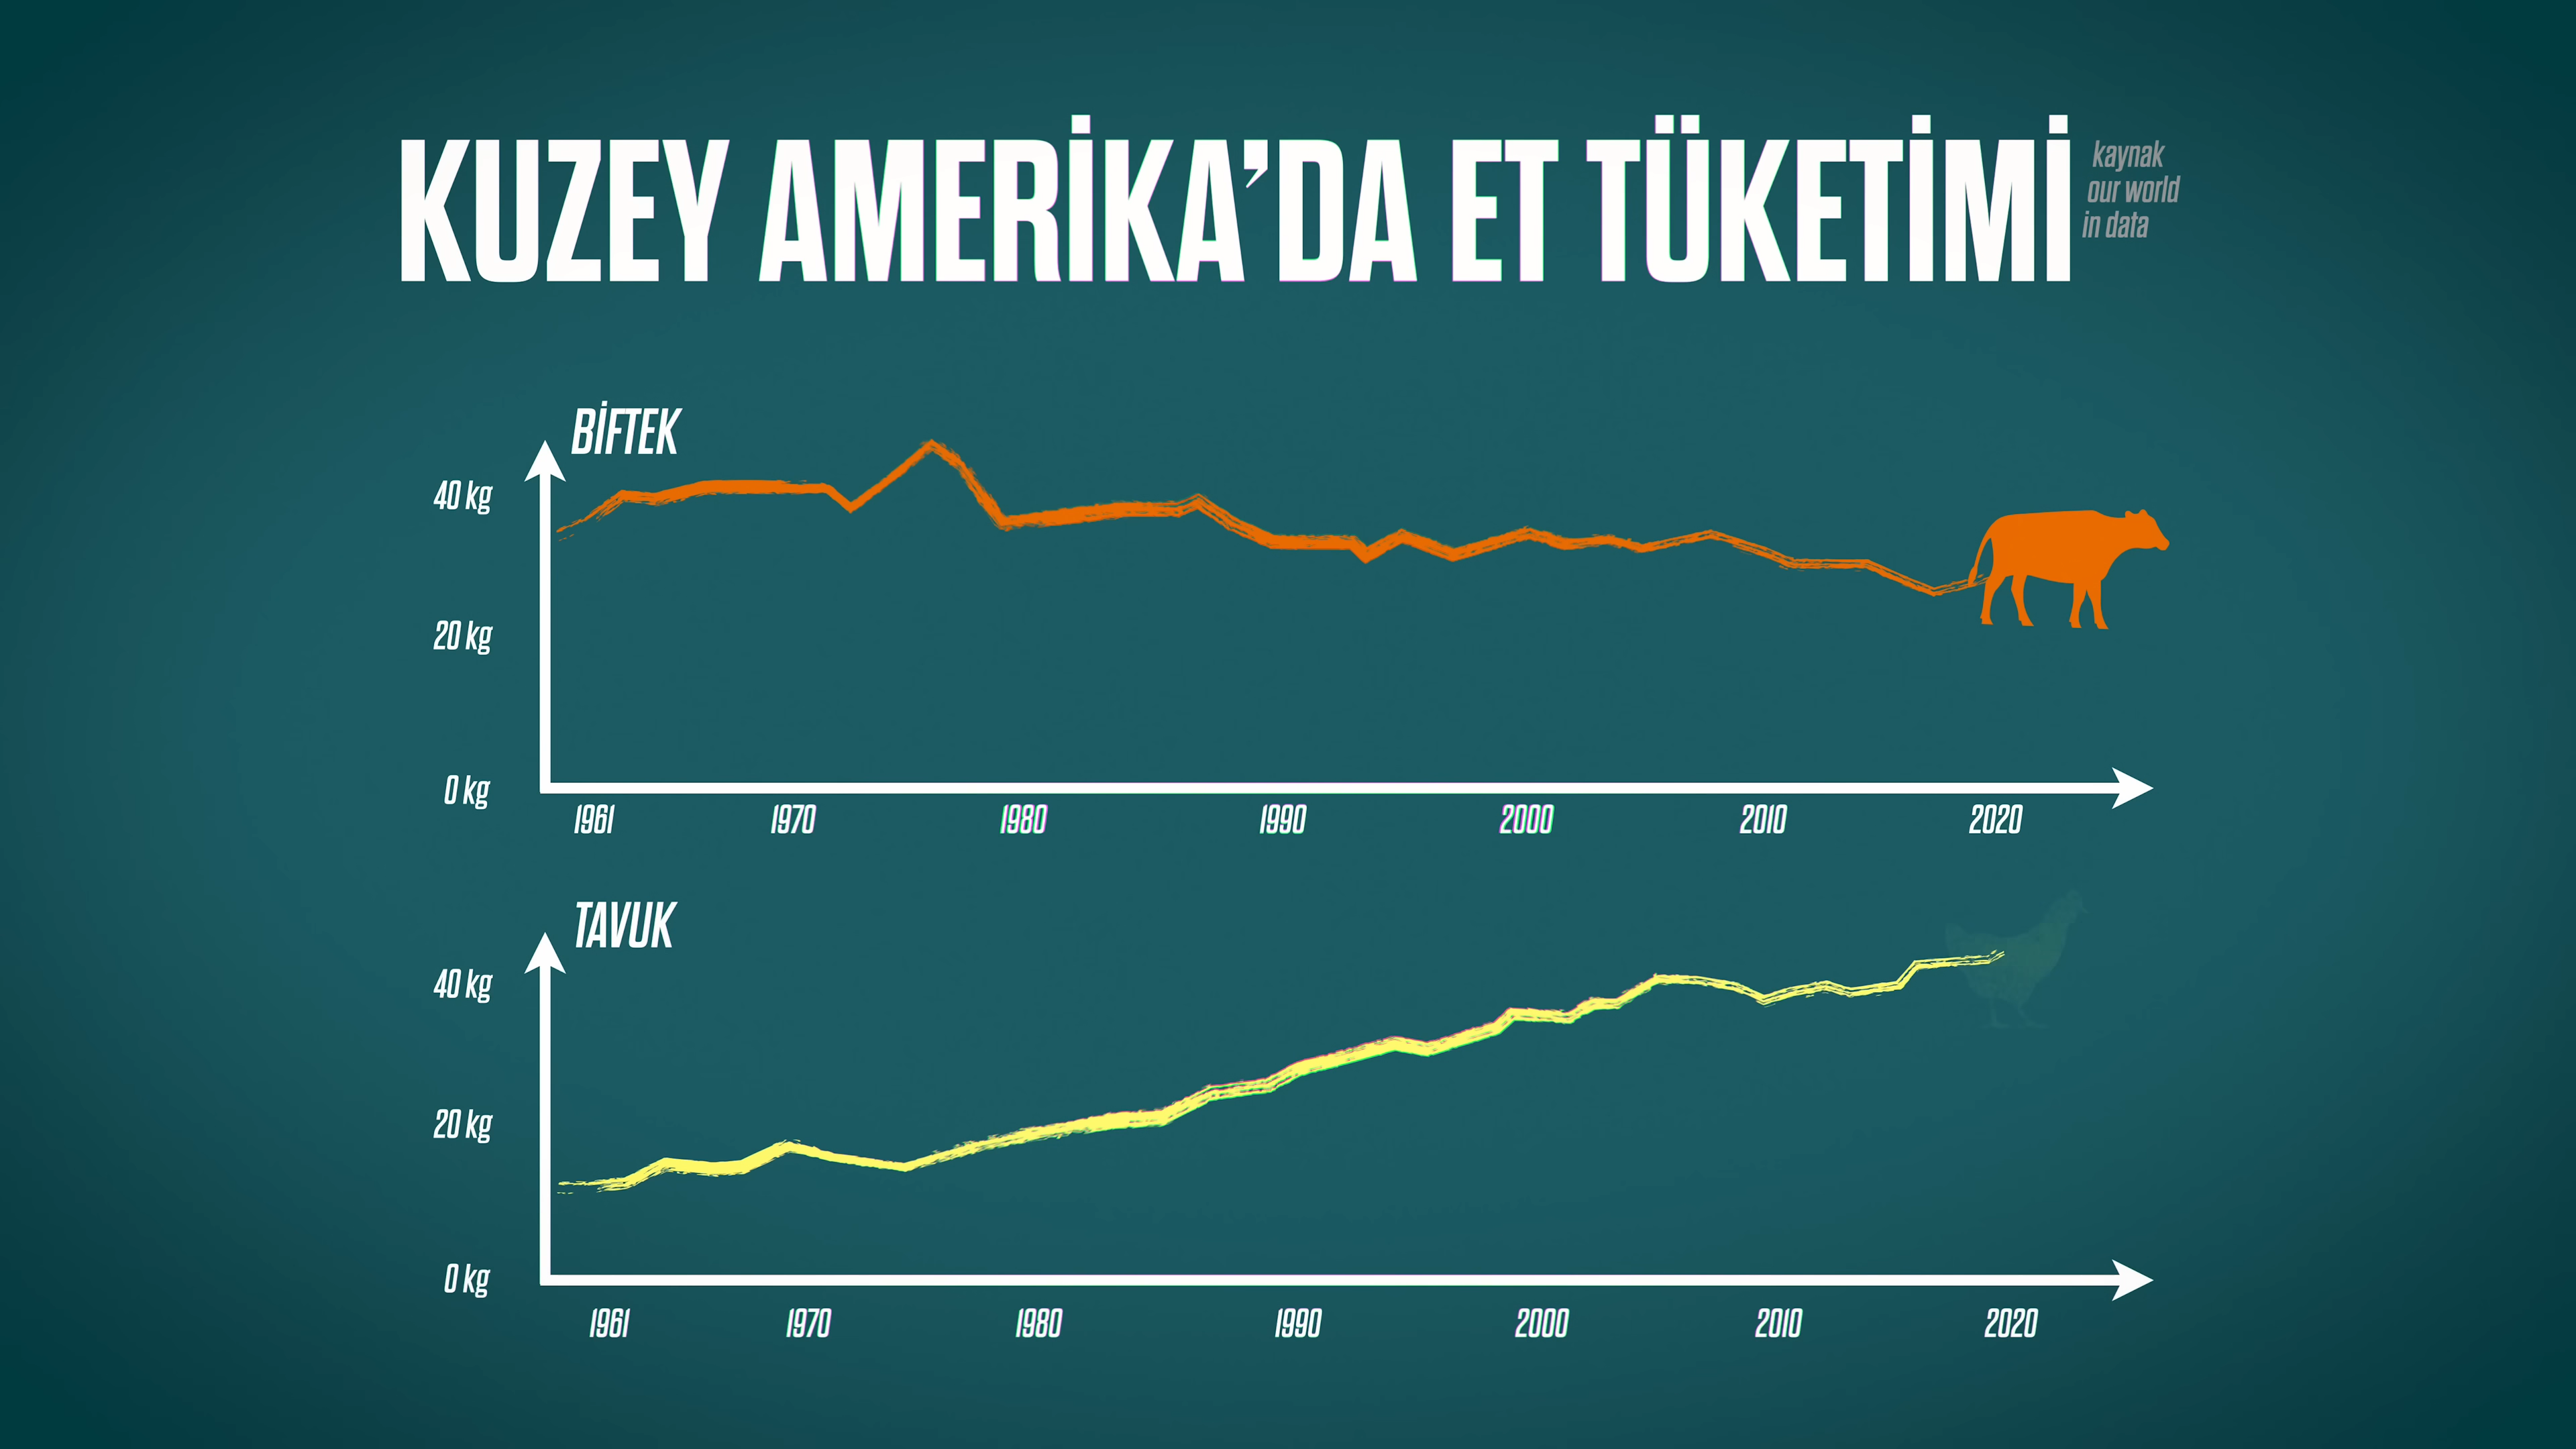 KUZEY AMERİKA’DA ET TÜKETİMİ
kaynak
our world
in data
BİFTEK
40 kg
20 kg
0 kg
1961 1970 1980 1990 2000 2010 2020
TAVUK
40 kg
20 kg
0 kg
1961 1970 1980 1990 2000 2010 2020